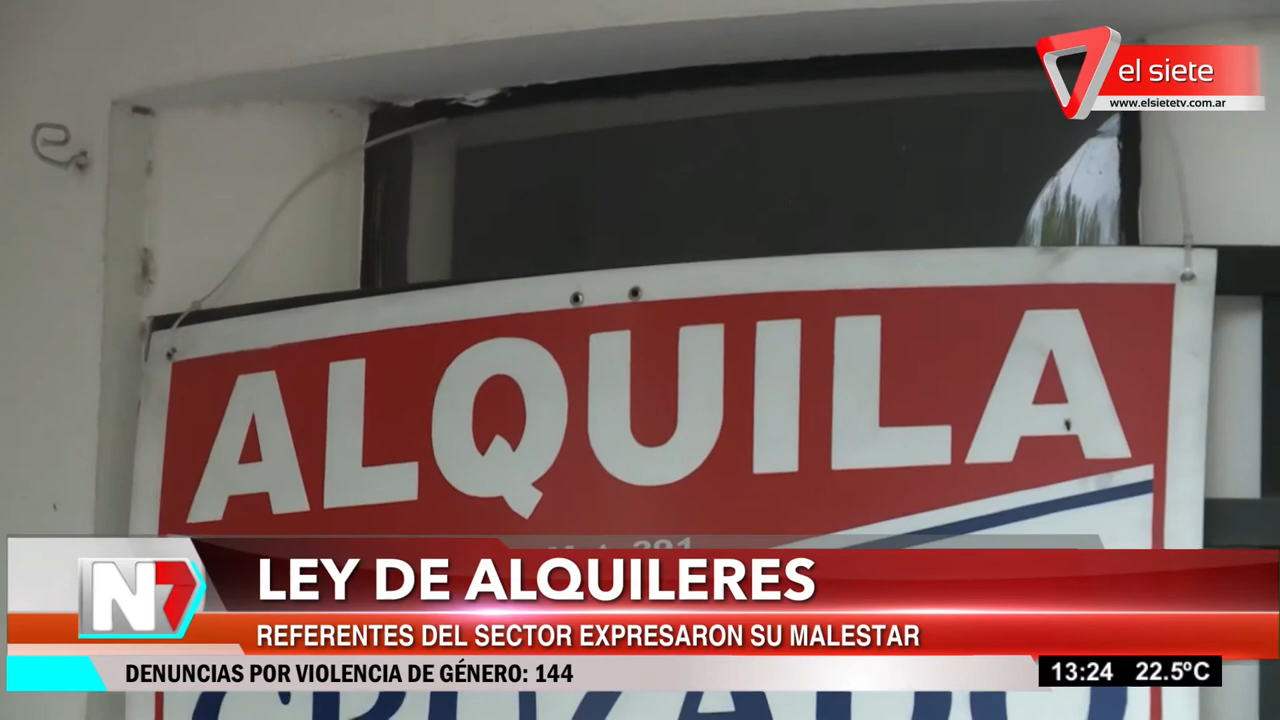 el siete
www.elsietetv.com.ar
ALQUILA
N7
LEY DE ALQUILERES
REFERENTES DEL SECTOR EXPRESARON SU MALESTAR
DENUNCIAS POR VIOLENCIA DE GÉNERO: 144
13:24 22.5ºC